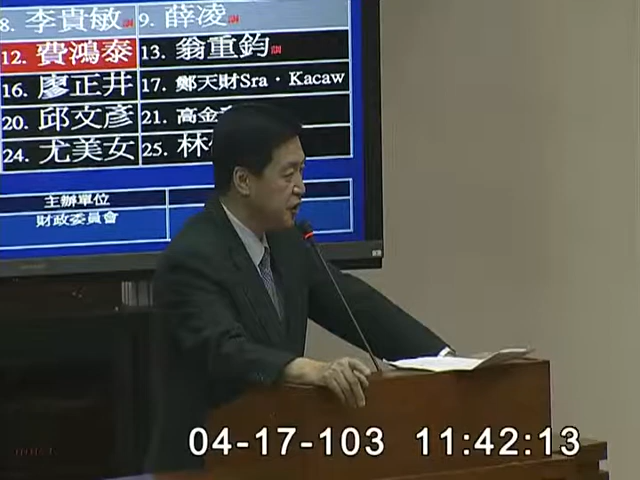 8. 李貴敏 9. 薛凌
12. 費鴻泰 13. 翁重鈞
16. 廖正井 17. 鄭天財Sra．Kacaw
20. 邱文彥 21. 高金
24. 尤美女 25. 林
主辦單位
財政委員會
04-17-103 11:42:13